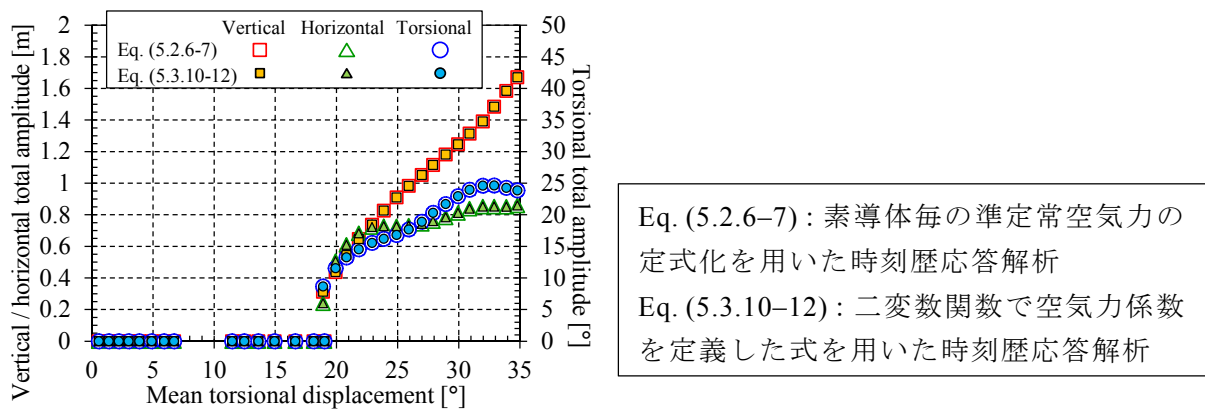 Vertical Horizontal Torsional
Eq. (5.2.6-7)
Eq. (5.3.10-12)
Vertical / horizontal total amplitude [m]
2
1.8
1.6
1.4
1.2
1
0.8
0.6
0.4
0.2
0
50
45
40
35
30
25
20
15
10
5
0
Torsional total amplitude [°]
0 5 10 15 20 25 30 35
Mean torsional displacement [°]
Eq. (5.2.6–7) : 素導体毎の準定常空気力の
定式化を用いた時刻歴応答解析
Eq. (5.3.10–12) : 二変数関数で空気力係数
を定義した式を用いた時刻歴応答解析